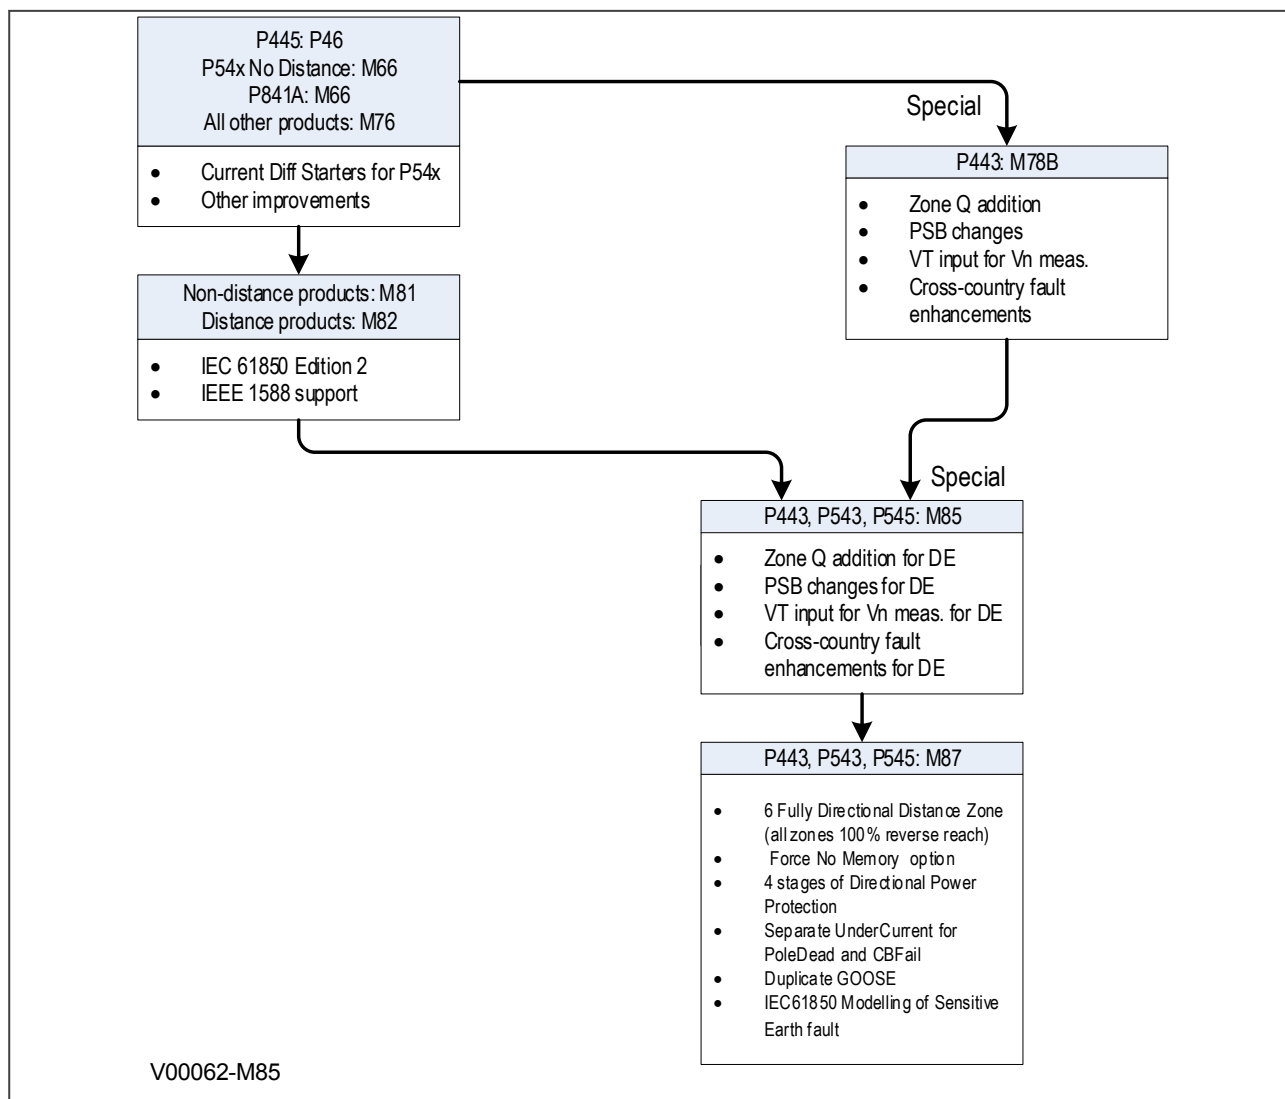 P445: P46
P54x No Distance: M66
P841A: M66
All other products: M76
• Current Diff Starters for P54x
• Other improvements
Special
P443: M78B
• Zone Q addition
• PSB changes
• VT input for Vn meas.
• Cross-country fault
enhancements
Non-distance products: M81
Distance products: M82
• IEC 61850 Edition 2
• IEEE 1588 support
Special
P443, P543, P545: M85
• Zone Q addition for DE
• PSB changes for DE
• VT input for Vn meas. for DE
• Cross-country fault
enhancements for DE
P443, P543, P545: M87
• 6 Fully Directional Distance Zone
(all zones 100% reverse reach)
• Force No Memory option
• 4 stages of Directional Power
Protection
• Separate UnderCurrent for
PoleDead and CBFail
• Duplicate GOOSE
• IEC61850 Modelling of Sensitive
Earth fault
V00062-M85